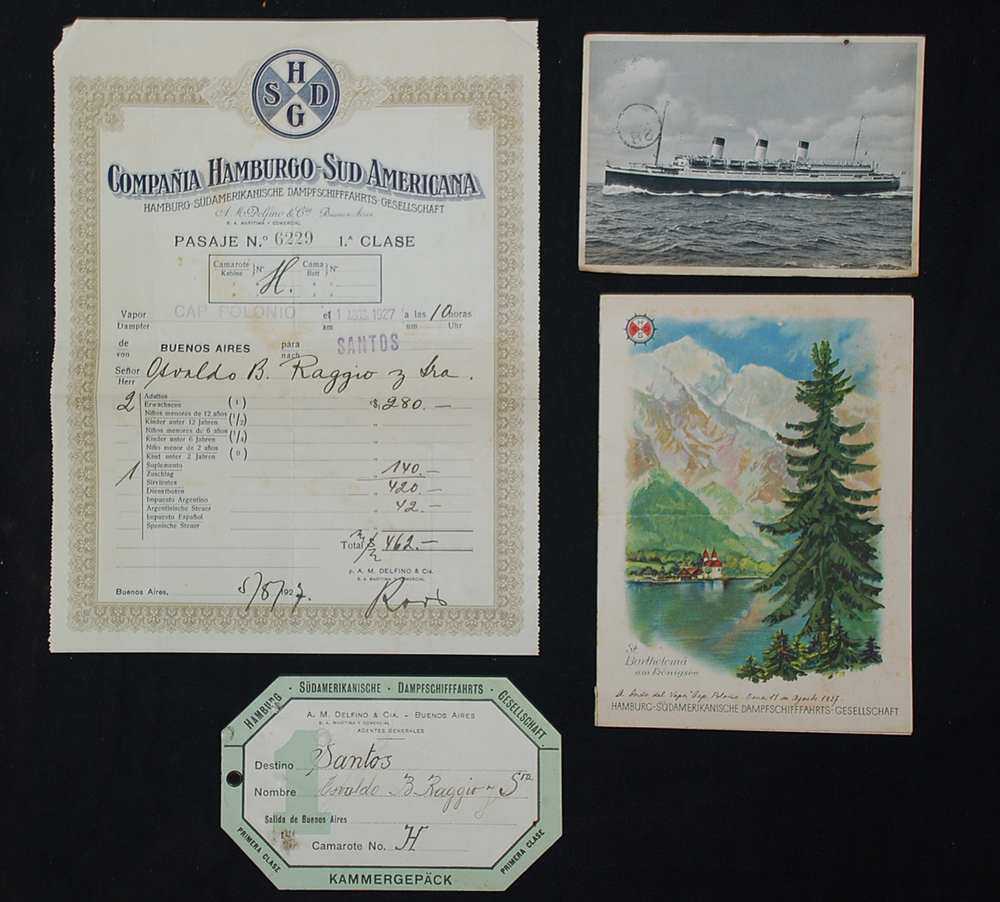 H
S D
G
COMPAÑIA HAMBURGO-SUD AMERICANA
HAMBURG-SÜDAMERIKANISCHE DAMPFSCHIFFFAHRTS-GESELLSCHAFT
A. M. Delfino & Cia Buenos Aires
S. A. MARITIMA Y COMERCIAL
PASAJE N.º 6229 1.ª CLASE
Camarote Kabine } Nº H. Cama Bett } Nº
" " " "
" " " "
Vapor Dampfer CAP POLONIO el am 11 AGOS. 1927 a las um 10 horas Uhr
de von BUENOS AIRES para nach SANTOS
Señor Herr Osvaldo B. Raggio y Sra.
2 Adultos
Erwachsene (1) $ 280.—
Niños menores de 12 años
Kinder unter 12 Jahren (1/2) "
Niños menores de 6 años
Kinder unter 6 Jahren (1/4) "
Niño menor de 2 años
Kind unter 2 Jahren (0) "
1 Suplemento
Zuschlag " 140.—
Sirvientes
Dienstboten " 420.—
Impuesto Argentino
Argentinische Steuer " 42.—
Impuesto Español
Spanische Steuer "
Total $ 462.—
p. A. M. DELFINO & Cia.
S. A. MARITIMA Y COMERCIAL
Buenos Aires, 5/8/1927.
H
S D
G
St.
Bartholomä
am Königsee
A bordo del Vapor Cap. Polonio. 11 de Agosto 1927.
HAMBURG-SÜDAMERIKANISCHE DAMPFSCHIFFFAHRTS-GESELLSCHAFT
HAMBURG · SÜDAMERIKANISCHE · DAMPFSCHIFFFAHRTS · GESELLSCHAFT
A. M. DELFINO & CIA. - BUENOS AIRES
S. A. MARITIMA Y COMERCIAL
AGENTES GENERALES
1
Destino Santos
Nombre Osvaldo B Raggio y Sra
Salida de Buenos Aires
Camarote No. H
PRIMERA CLASE
PRIMERA CLASE
KAMMERGEPÄCK